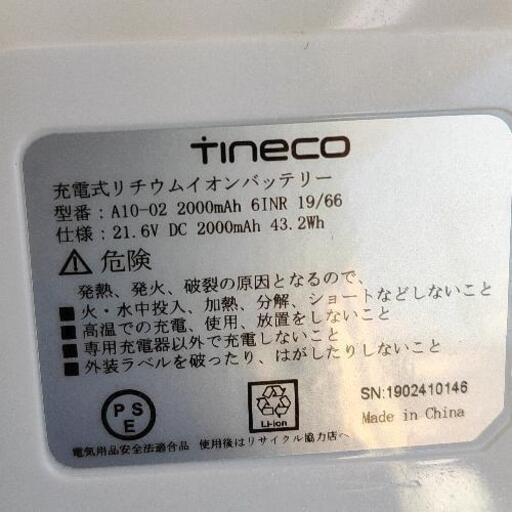 TINECO
充電式リチウムイオンバッテリー
型番：A10-02 2000mAh 6INR 19/66
仕様：21.6V DC 2000mAh 43.2Wh
危険
発熱、発火、破裂の原因となるので、
■火・水中投入、加熱、分解、ショートなどしないこと
■高温での充電、使用、放置をしないこと
■専用充電器以外で充電しないこと
■外装ラベルを破ったり、はがしたりしないこと
PSE
Li-ion
SN:1902410146
Made in China
電気用品安全法適合品 使用後はリサイクル協力店へ